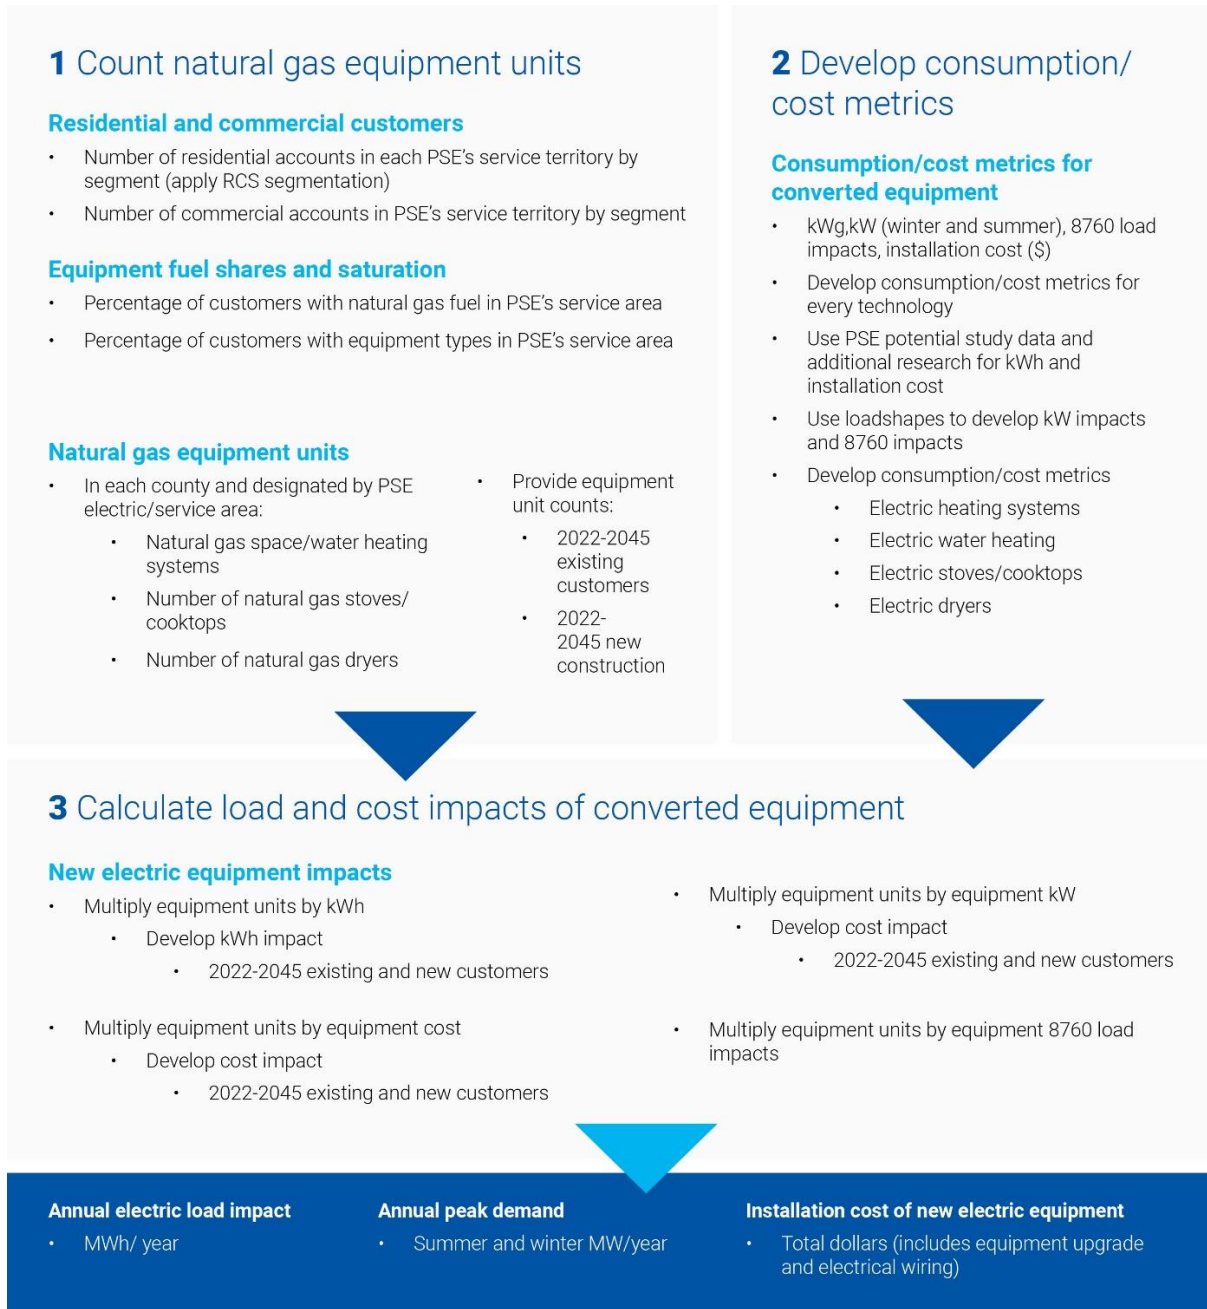 1 Count natural gas equipment units
Residential and commercial customers
• Number of residential accounts in each PSE's service territory by
segment (apply RCS segmentation)
• Number of commercial accounts in PSE's service territory by segment
Equipment fuel shares and saturation
• Percentage of customers with natural gas fuel in PSE's service area
• Percentage of customers with equipment types in PSE's service area
Natural gas equipment units
• In each county and designated by PSE
electric/service area:
• Natural gas space/water heating
systems
• Number of natural gas stoves/
cooktops
• Number of natural gas dryers
• Provide equipment
unit counts:
• 2022-2045
existing
customers
• 2022-
2045 new
construction
2 Develop consumption/
cost metrics
Consumption/cost metrics for
converted equipment
• kWg,kW (winter and summer), 8760 load
impacts, installation cost ($)
• Develop consumption/cost metrics for
every technology
• Use PSE potential study data and
additional research for kWh and
installation cost
• Use loadshapes to develop kW impacts
and 8760 impacts
• Develop consumption/cost metrics
• Electric heating systems
• Electric water heating
• Electric stoves/cooktops
• Electric dryers
3 Calculate load and cost impacts of converted equipment
New electric equipment impacts
• Multiply equipment units by kWh
• Develop kWh impact
• 2022-2045 existing and new customers
• Multiply equipment units by equipment cost
• Develop cost impact
• 2022-2045 existing and new customers
• Multiply equipment units by equipment kW
• Develop cost impact
• 2022-2045 existing and new customers
• Multiply equipment units by equipment 8760 load
impacts
Annual electric load impact
• MWh/ year
Annual peak demand
• Summer and winter MW/year
Installation cost of new electric equipment
• Total dollars (includes equipment upgrade
and electrical wiring)